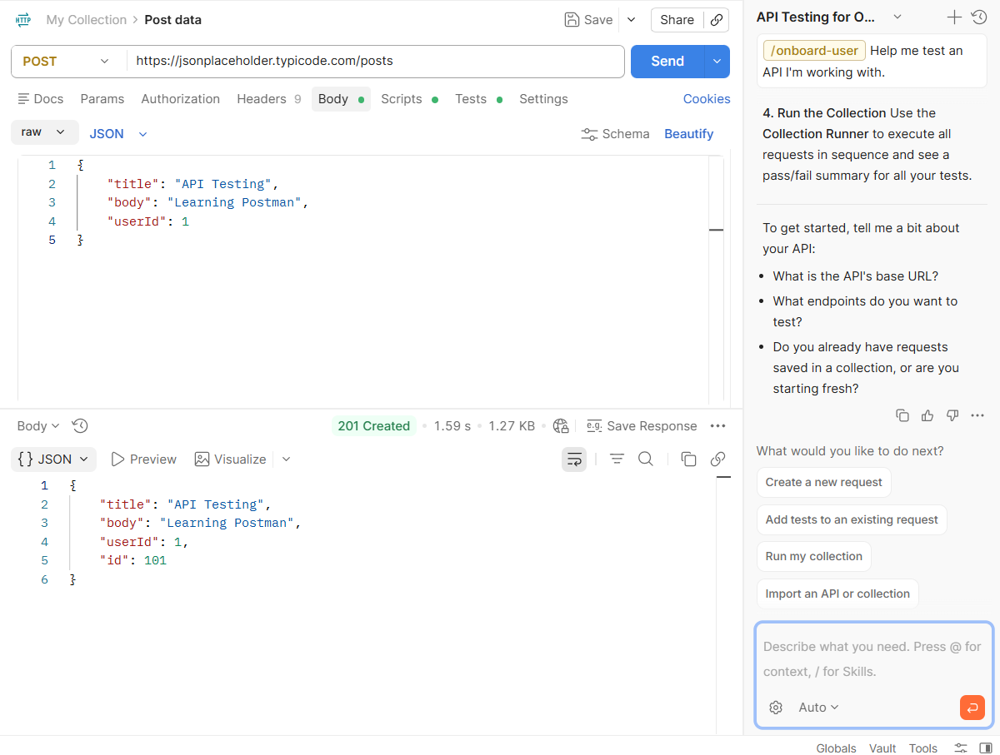 HTTP My Collection > Post data Save Share
POST https://jsonplaceholder.typicode.com/posts Send
Docs Params Authorization Headers 9 Body Scripts Tests Settings Cookies
raw JSON Schema Beautify
1 {
2 "title": "API Testing",
3 "body": "Learning Postman",
4 "userId": 1
5 }
Body 201 Created • 1.59 s • 1.27 KB • e.g. Save Response
{} JSON Preview Visualize
1 {
2 "title": "API Testing",
3 "body": "Learning Postman",
4 "userId": 1,
5 "id": 101
6 }
API Testing for O...
/onboard-user Help me test an
API I'm working with.
4. Run the Collection Use the
Collection Runner to execute all
requests in sequence and see a
pass/fail summary for all your tests.
To get started, tell me a bit about
your API:
• What is the API's base URL?
• What endpoints do you want to
test?
• Do you already have requests
saved in a collection, or are you
starting fresh?
What would you like to do next?
Create a new request
Add tests to an existing request
Run my collection
Import an API or collection
Describe what you need. Press @ for
context, / for Skills.
Auto
Globals Vault Tools